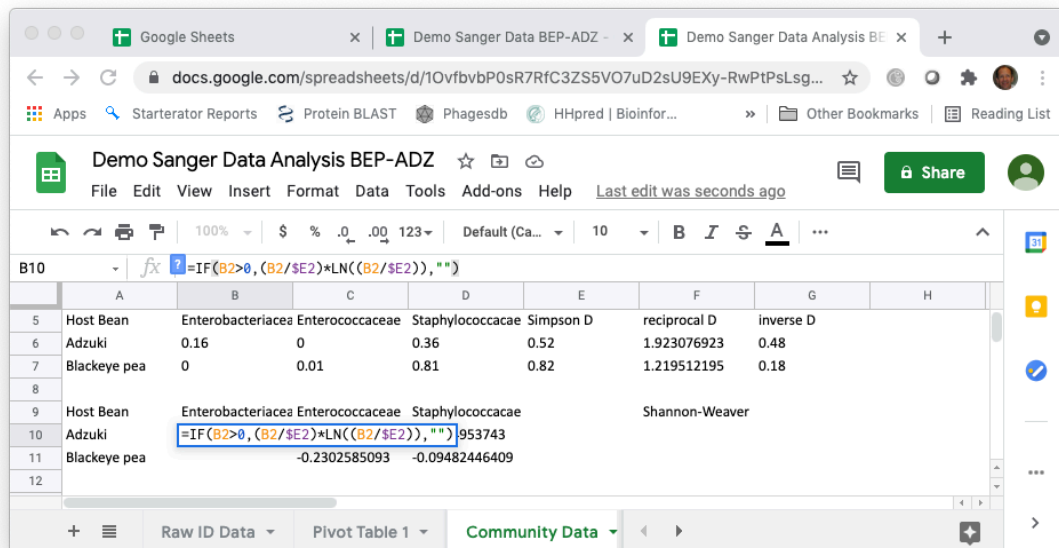 Google Sheets
Demo Sanger Data BEP-ADZ -
Demo Sanger Data Analysis BE
docs.google.com/spreadsheets/d/1OvfbvbP0sR7RfC3ZS5VO7uD2sU9EXy-RwPtPsLsg...
Apps Starterator Reports Protein BLAST Phagesdb HHpred | Bioinfor... » Other Bookmarks Reading List
Demo Sanger Data Analysis BEP-ADZ
Share
File Edit View Insert Format Data Tools Add-ons Help Last edit was seconds ago
100% $ % .0 .00 123 Default (Ca... 10 B I S A ...
31
B10 fx ? =IF(B2>0,(B2/$E2)*LN((B2/$E2)),"")
A B C D E F G H
5 Host Bean Enterobacteriacea Enterococcaceae Staphylococcacae Simpson D reciprocal D inverse D
6 Adzuki 0.16 0 0.36 0.52 1.923076923 0.48
7 Blackeye pea 0 0.01 0.81 0.82 1.219512195 0.18
8
9 Host Bean Enterobacteriacea Enterococcaceae Staphylococcacae Shannon-Weaver
10 Adzuki =IF(B2>0,(B2/$E2)*LN((B2/$E2)),"") 953743
11 Blackeye pea -0.2302585093 -0.09482446409
12
+ Raw ID Data Pivot Table 1 Community Data